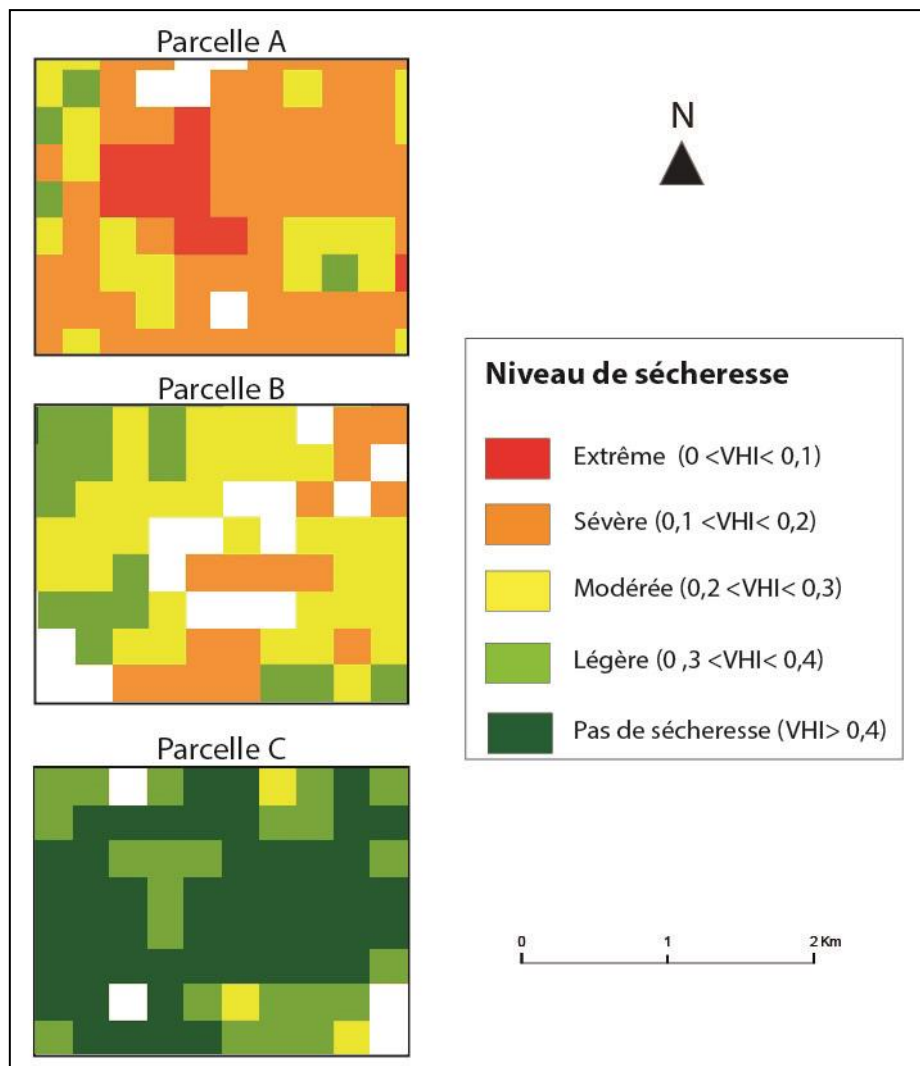 Parcelle A
N
Parcelle B
Niveau de sécheresse
Extrême (0 <VHI< 0,1)
Sévère (0,1 <VHI< 0,2)
Modérée (0,2 <VHI< 0,3)
Légère (0 ,3 <VHI< 0,4)
Pas de sécheresse (VHI> 0,4)
Parcelle C
0 1 2 Km